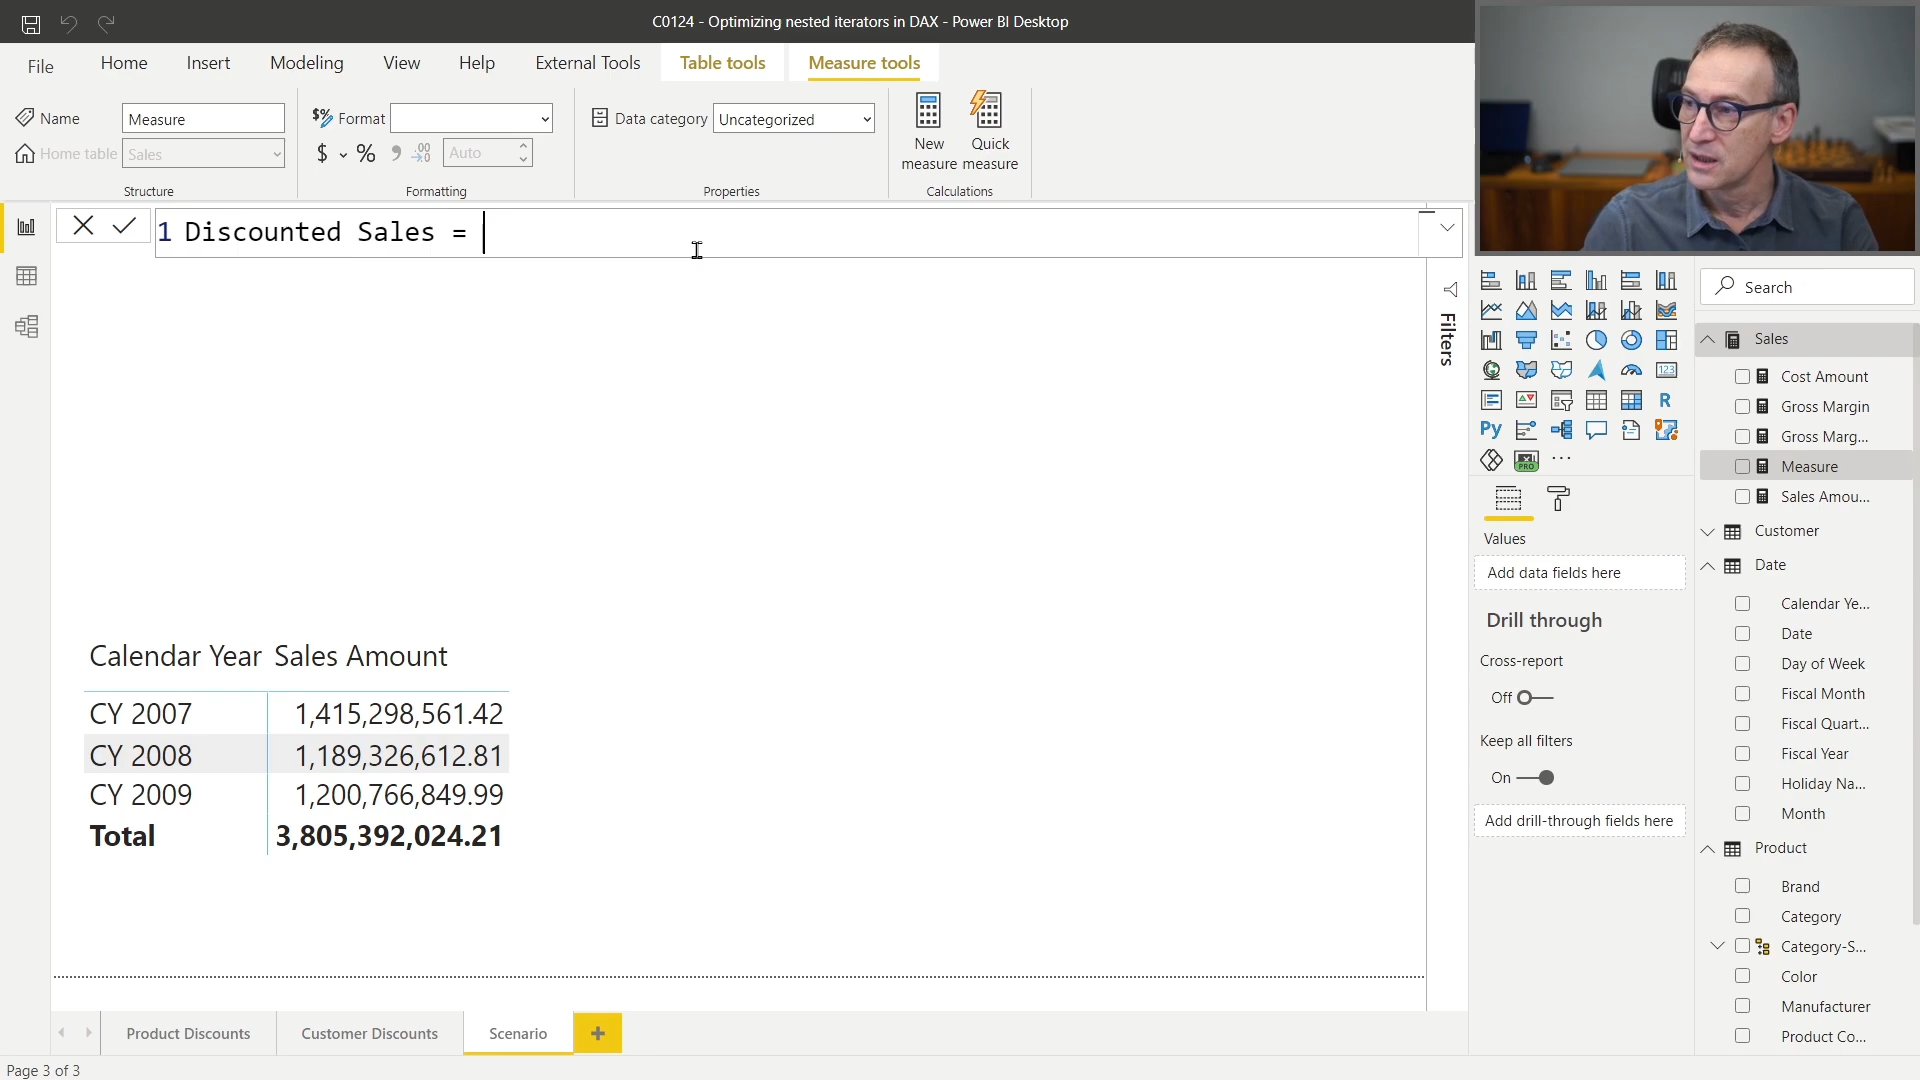 C0124 - Optimizing nested iterators in DAX - Power BI Desktop
File
Home
Insert
Modeling
View
Help
External Tools
Table tools
Measure tools
Name
Measure
Home table
Sales
Structure
$% Format
$ % 9 .00
Auto
Formatting
Data category
Uncategorized
Properties
New measure
Quick measure
Calculations
1 Discounted Sales =
Filters
Calendar Year Sales Amount
CY 2007 1,415,298,561.42
CY 2008 1,189,326,612.81
CY 2009 1,200,766,849.99
Total 3,805,392,024.21
123
R
Py
PRO
...
Values
Add data fields here
Drill through
Cross-report
Off
Keep all filters
On
Add drill-through fields here
Search
Sales
Cost Amount
Gross Margin
Gross Marg...
Measure
Sales Amou...
Customer
Date
Calendar Ye...
Date
Day of Week
Fiscal Month
Fiscal Quart...
Fiscal Year
Holiday Na...
Month
Product
Brand
Category
Category-S...
Color
Manufacturer
Product Co...
Product Discounts
Customer Discounts
Scenario
+
Page 3 of 3